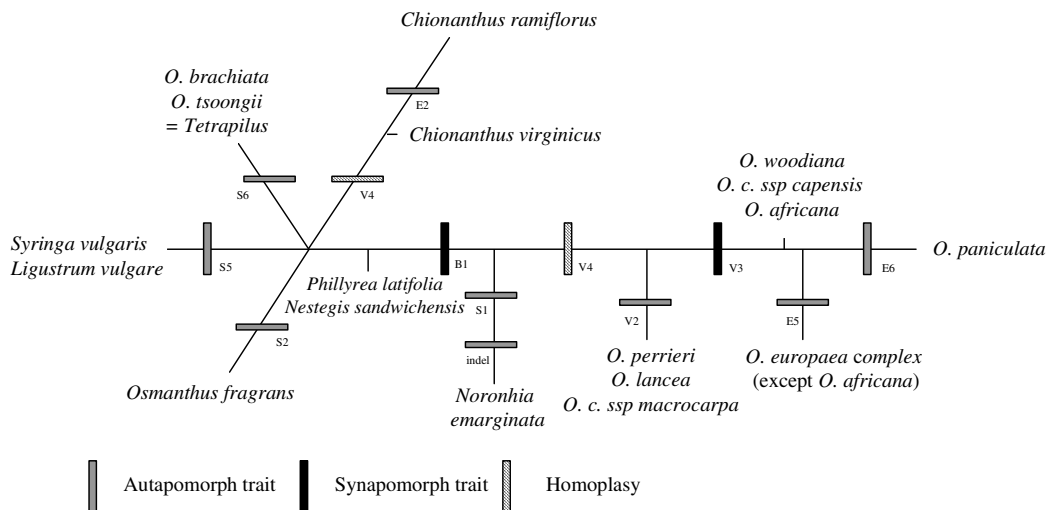 Chionanthus ramiflorus
O. brachiata
O. tsoongii
= Tetrapilus
E2
Chionanthus virginicus
S6
V4
O. woodiana
O. c. ssp capensis
O. africana
Syringa vulgaris
Ligustrum vulgare
S5
Phillyrea latifolia
Nestegis sandwichensis
B1
V4
V3
E6
O. paniculata
S2
S1
indel
V2
E5
Osmanthus fragrans
Noronhia
emarginata
O. perrieri
O. lancea
O. c. ssp macrocarpa
O. europaea complex
(except O. africana)
Autapomorph trait
Synapomorph trait
Homoplasy